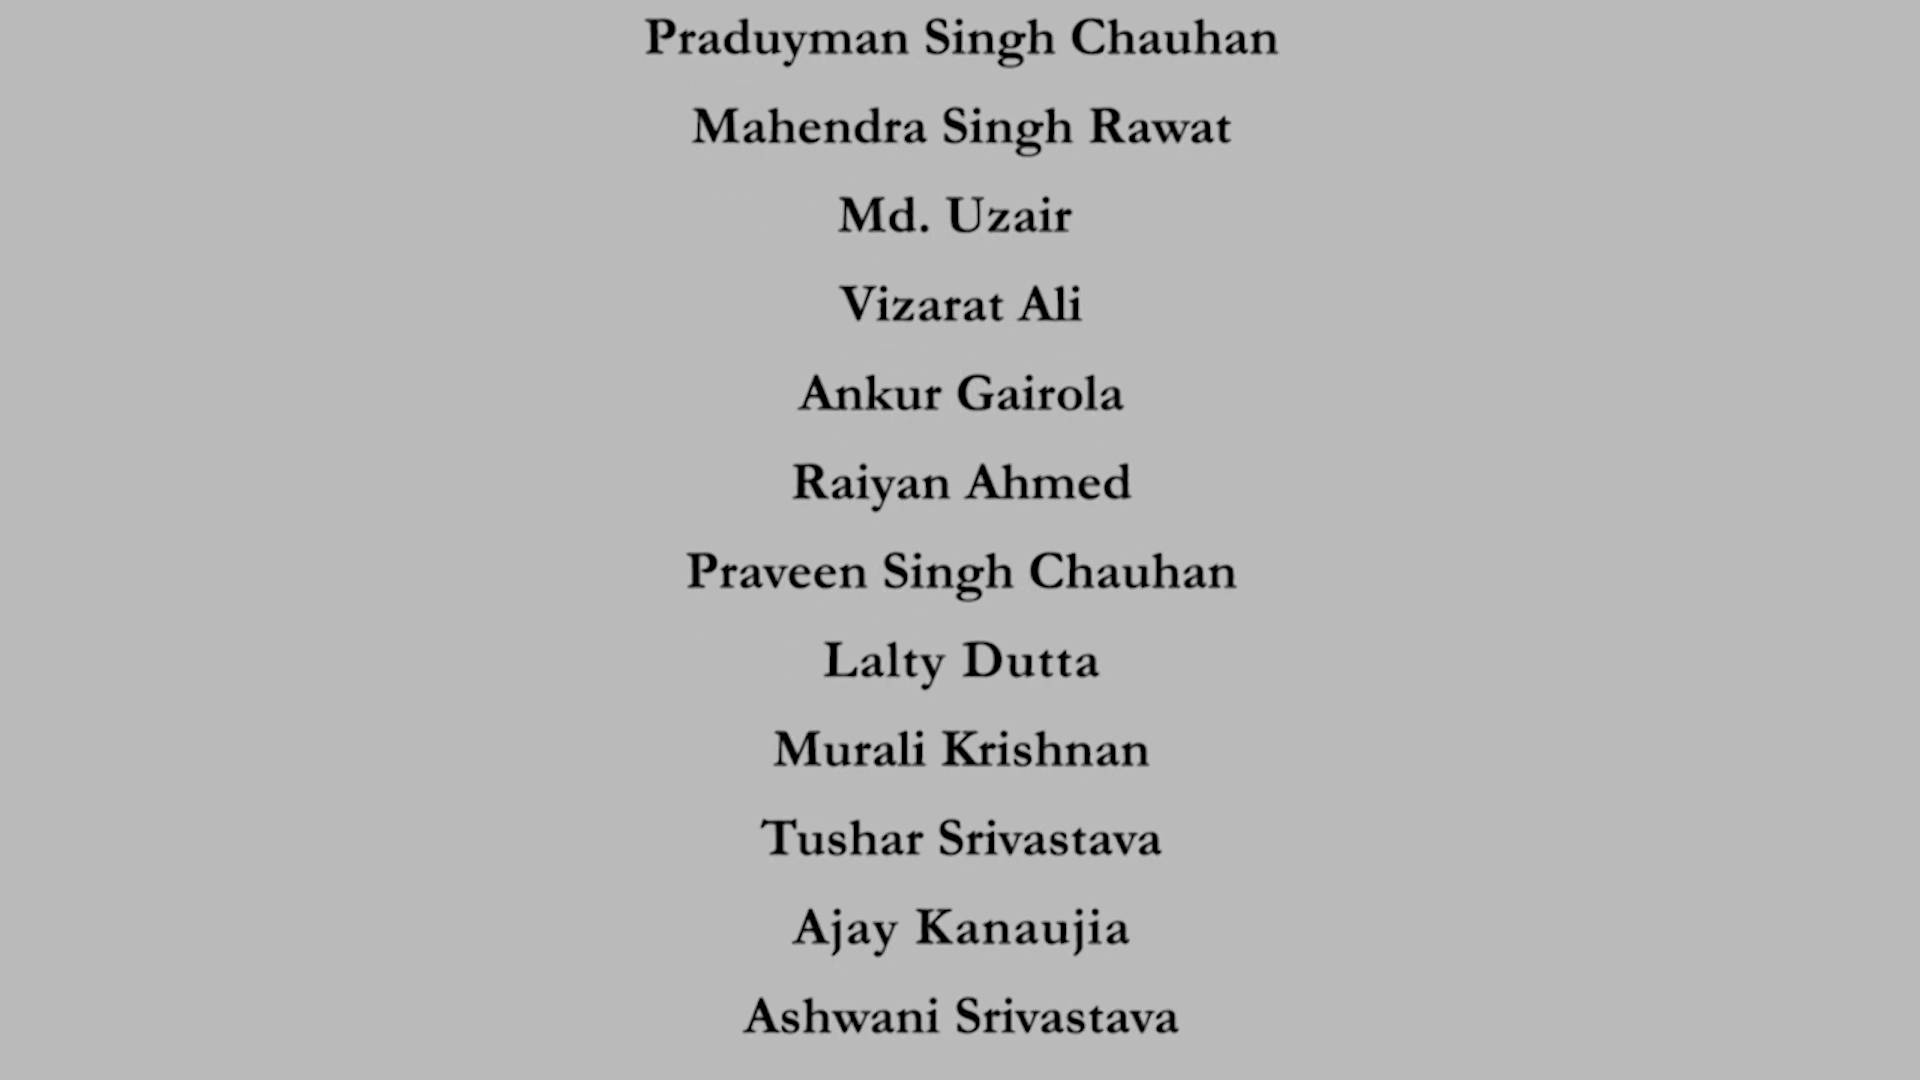 Praduyman Singh Chauhan
Mahendra Singh Rawat
Md. Uzair
Vizarat Ali
Ankur Gairola
Raiyan Ahmed
Praveen Singh Chauhan
Lalty Dutta
Murali Krishnan
Tushar Srivastava
Ajay Kanaujia
Ashwani Srivastava